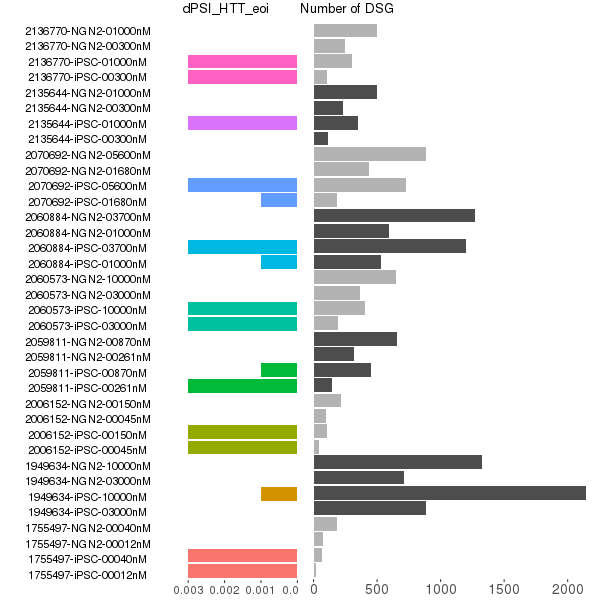 dPSI_HTT_eoi Number of DSG
2136770-NGN2-01000nM
2136770-NGN2-00300nM
2136770-iPSC-01000nM
2136770-iPSC-00300nM
2135644-NGN2-01000nM
2135644-NGN2-00300nM
2135644-iPSC-01000nM
2135644-iPSC-00300nM
2070692-NGN2-05600nM
2070692-NGN2-01680nM
2070692-iPSC-05600nM
2070692-iPSC-01680nM
2060884-NGN2-03700nM
2060884-NGN2-01000nM
2060884-iPSC-03700nM
2060884-iPSC-01000nM
2060573-NGN2-10000nM
2060573-NGN2-03000nM
2060573-iPSC-10000nM
2060573-iPSC-03000nM
2059811-NGN2-00870nM
2059811-NGN2-00261nM
2059811-iPSC-00870nM
2059811-iPSC-00261nM
2006152-NGN2-00150nM
2006152-NGN2-00045nM
2006152-iPSC-00150nM
2006152-iPSC-00045nM
1949634-NGN2-10000nM
1949634-NGN2-03000nM
1949634-iPSC-10000nM
1949634-iPSC-03000nM
1755497-NGN2-00040nM
1755497-NGN2-00012nM
1755497-iPSC-00040nM
1755497-iPSC-00012nM
0.003 0.002 0.001 0.0 0 500 1000 1500 2000